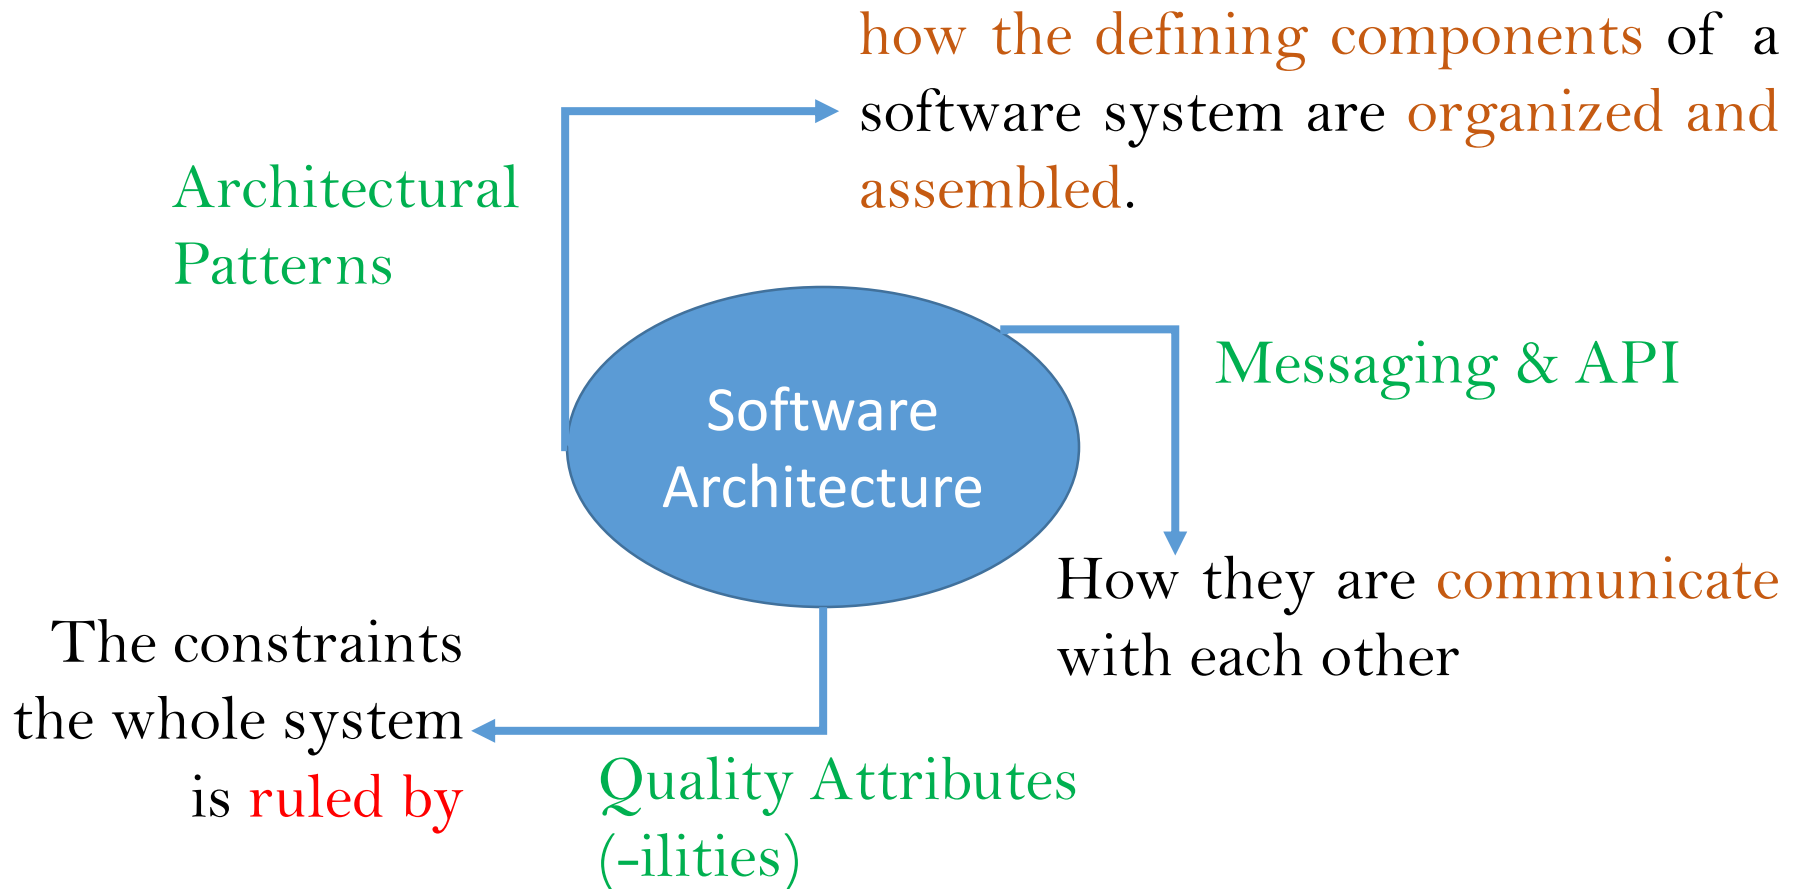 how the defining components of a
software system are organized and
assembled.
Architectural
Patterns
Messaging & API
Software
Architecture
How they are communicate
with each other
The constraints
the whole system
is ruled by
Quality Attributes
(-ilities)